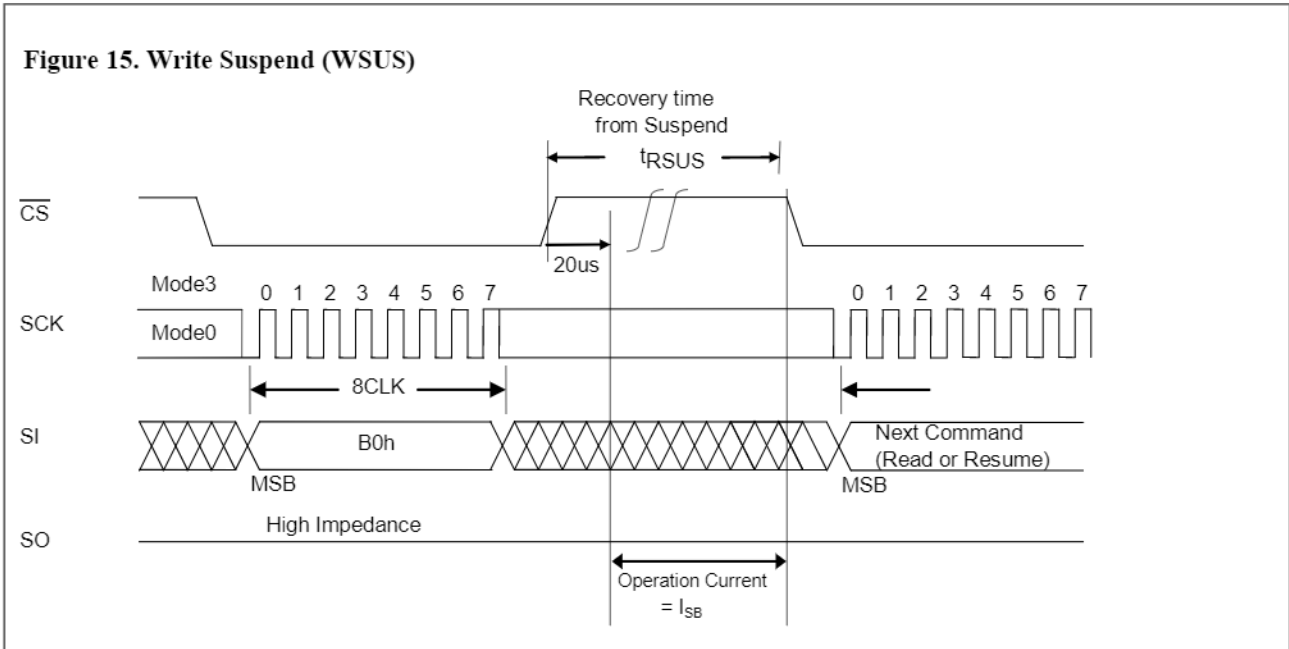 Figure 15. Write Suspend (WSUS)
Recovery time
from Suspend
tRSUS
CS
20us
Mode3
0 1 2 3 4 5 6 7
0 1 2 3 4 5 6 7
SCK
Mode0
8CLK
SI
B0h
Next Command
(Read or Resume)
MSB
MSB
High Impedance
SO
Operation Current
= ISB